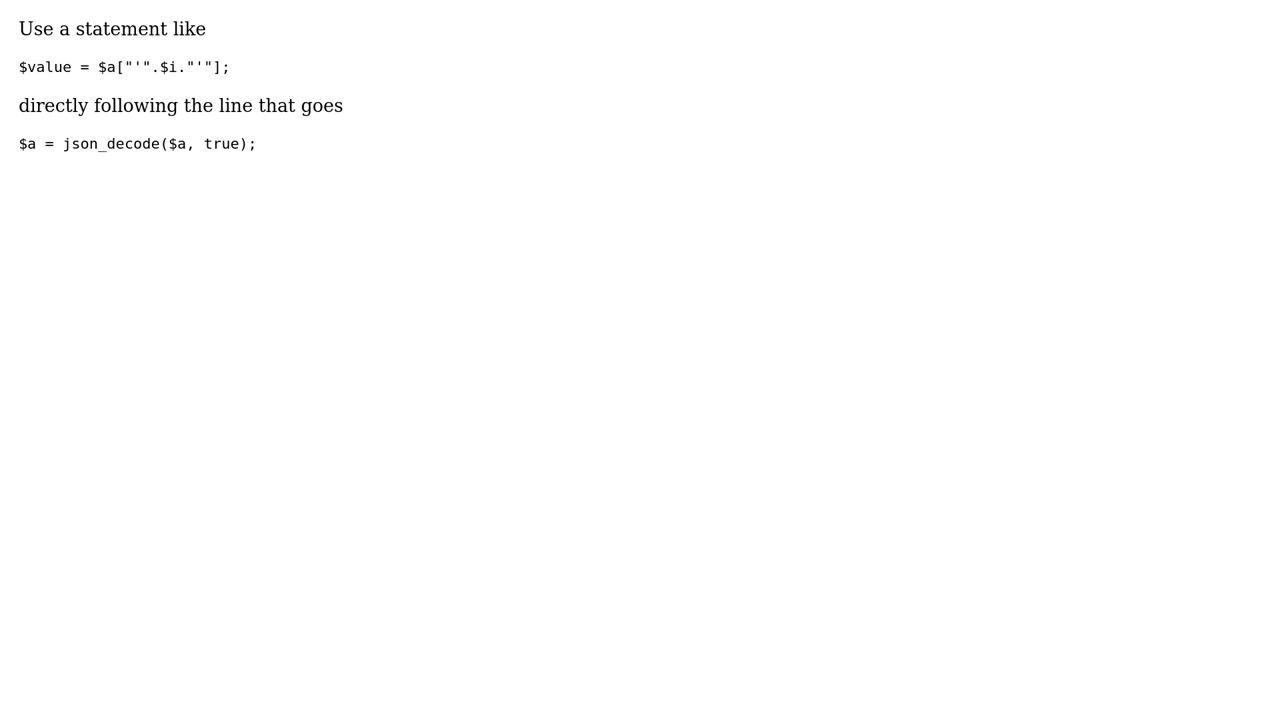 Use a statement like
$value = $a["'".$i."'"];
directly following the line that goes
$a = json_decode($a, true);